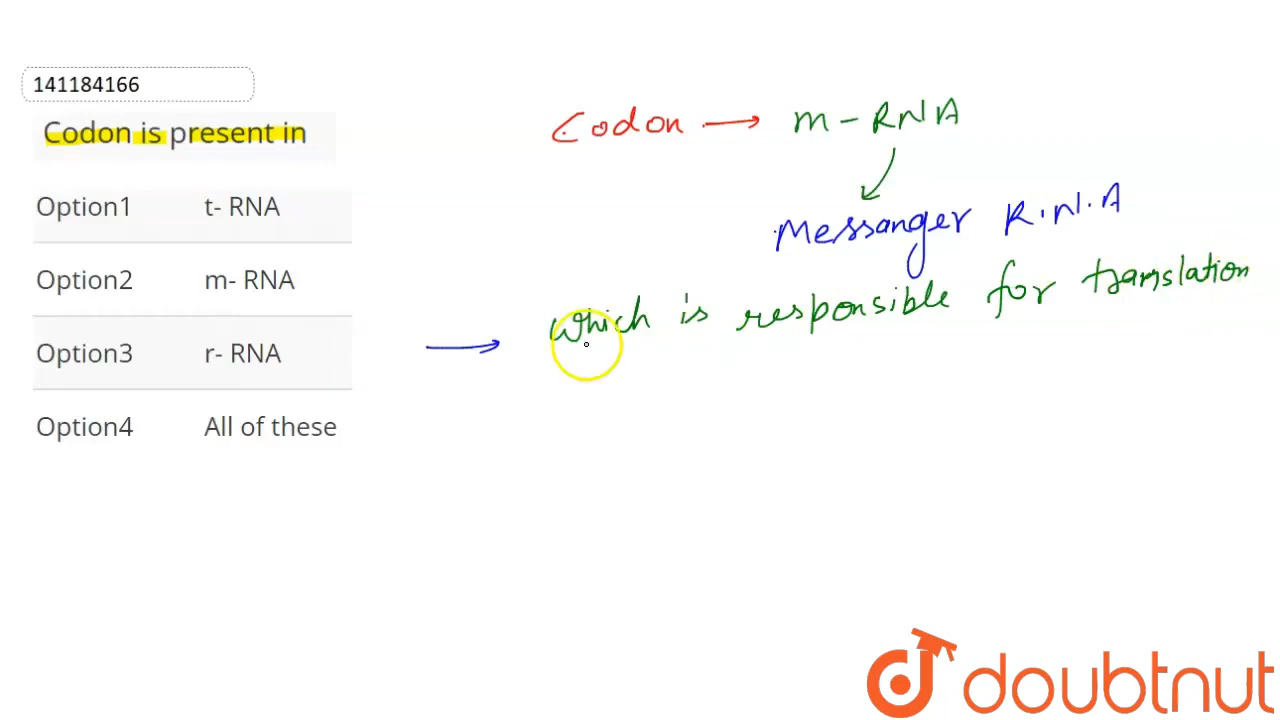 141184166
Codon is present in
Option1 t- RNA
Option2 m- RNA
Option3 r- RNA
Option4 All of these
Codon → m - RNA
Messanger R.N.A
which is responsible for translation
doubtnut